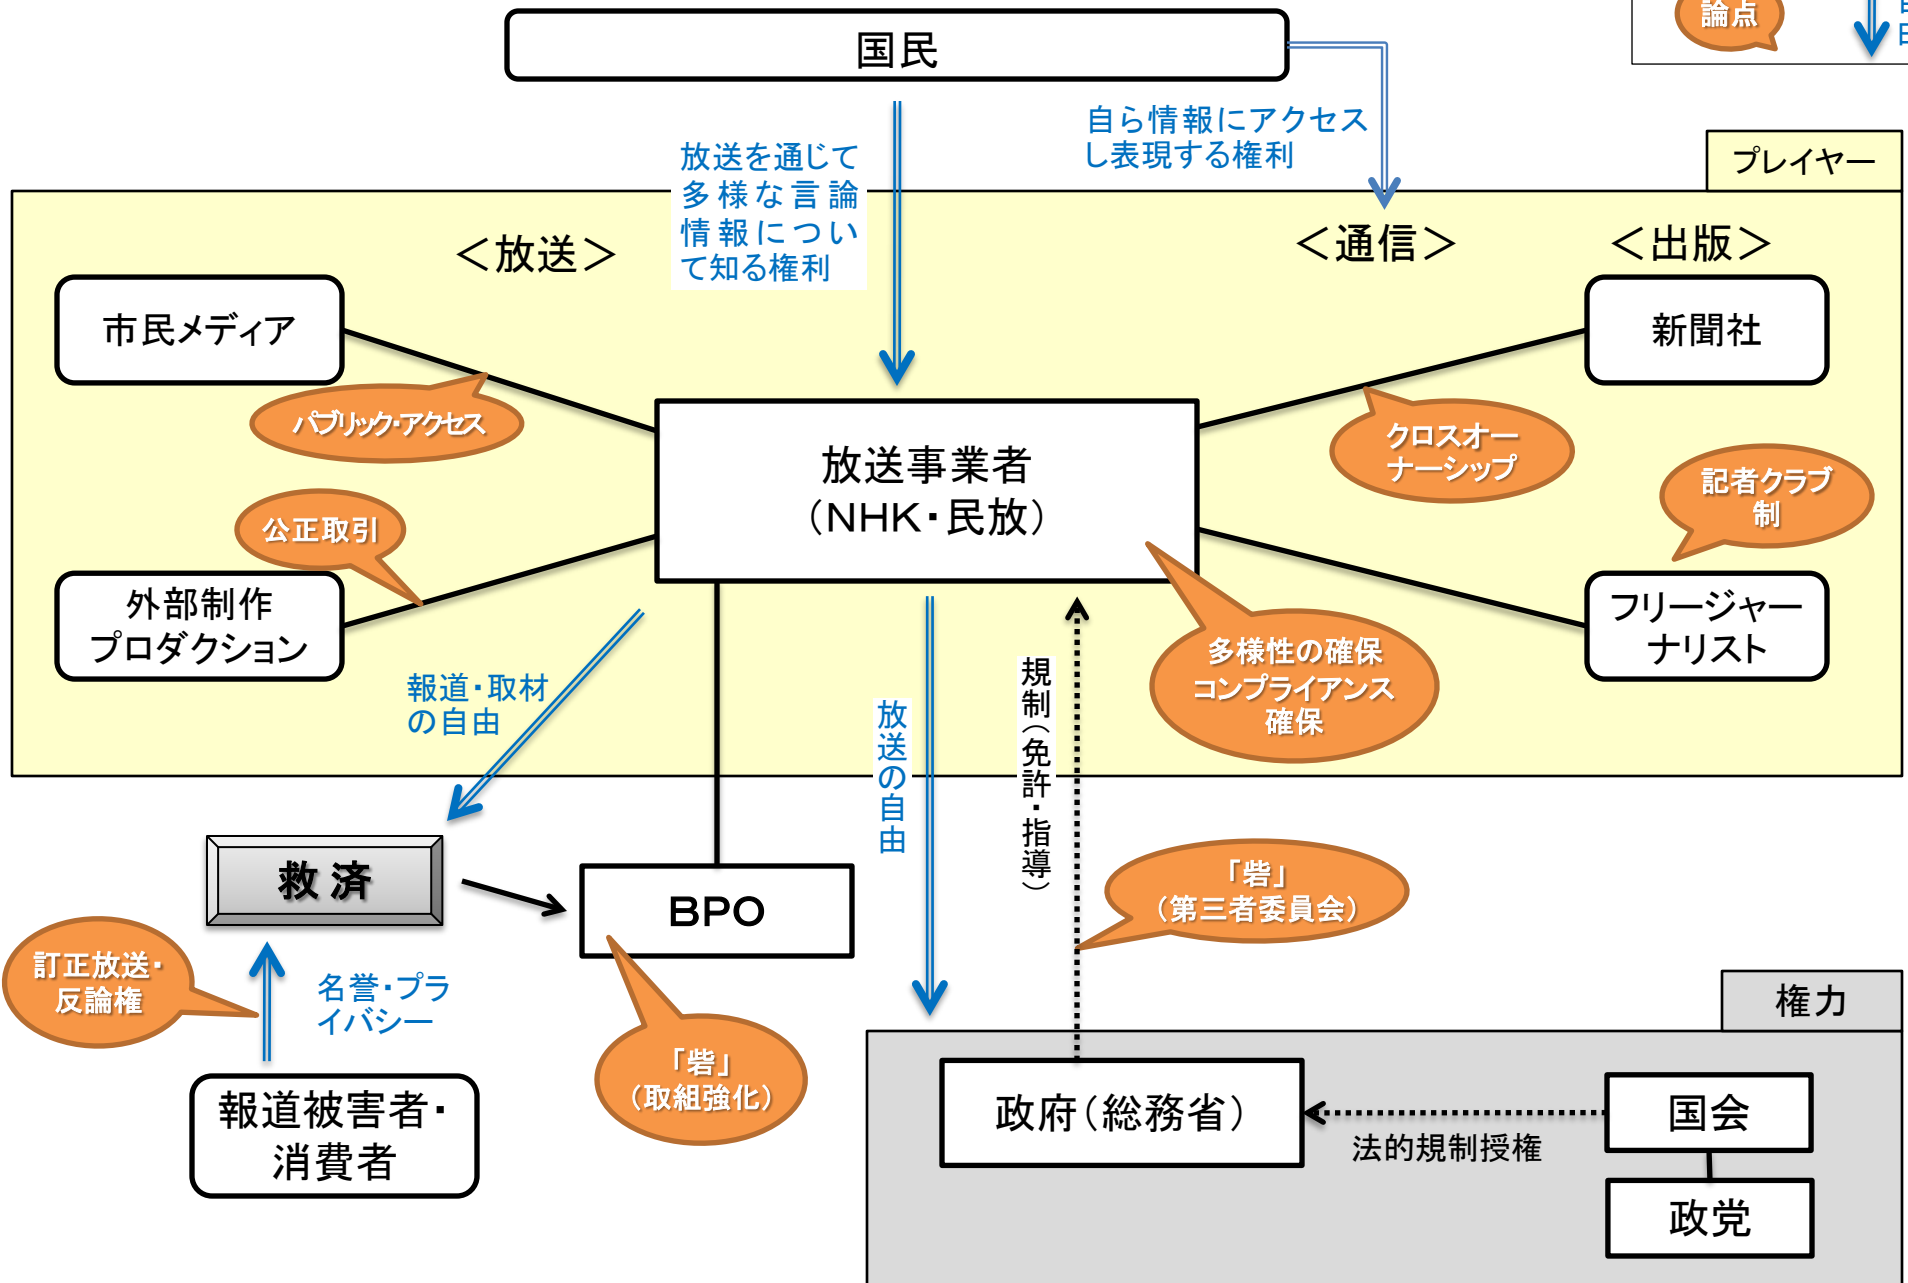 論点
国民
自ら情報にアクセス
し表現する権利
放送を通じて
多様な言論
情報につい
て知る権利
プレイヤー
＜放送＞
＜通信＞
＜出版＞
市民メディア
新聞社
パブリック・アクセス
クロスオー
ナーシップ
放送事業者
（NHK・民放）
記者クラブ
制
公正取引
外部制作
プロダクション
フリージャー
ナリスト
多様性の確保
コンプライアンス
確保
報道・取材
の自由
放送の自由
規制（免許・指導）
救済
BPO
「砦」
（第三者委員会）
訂正放送・
反論権
名誉・プラ
イバシー
権力
「砦」
（取組強化）
報道被害者・
消費者
政府（総務省）
国会
法的規制授権
政党